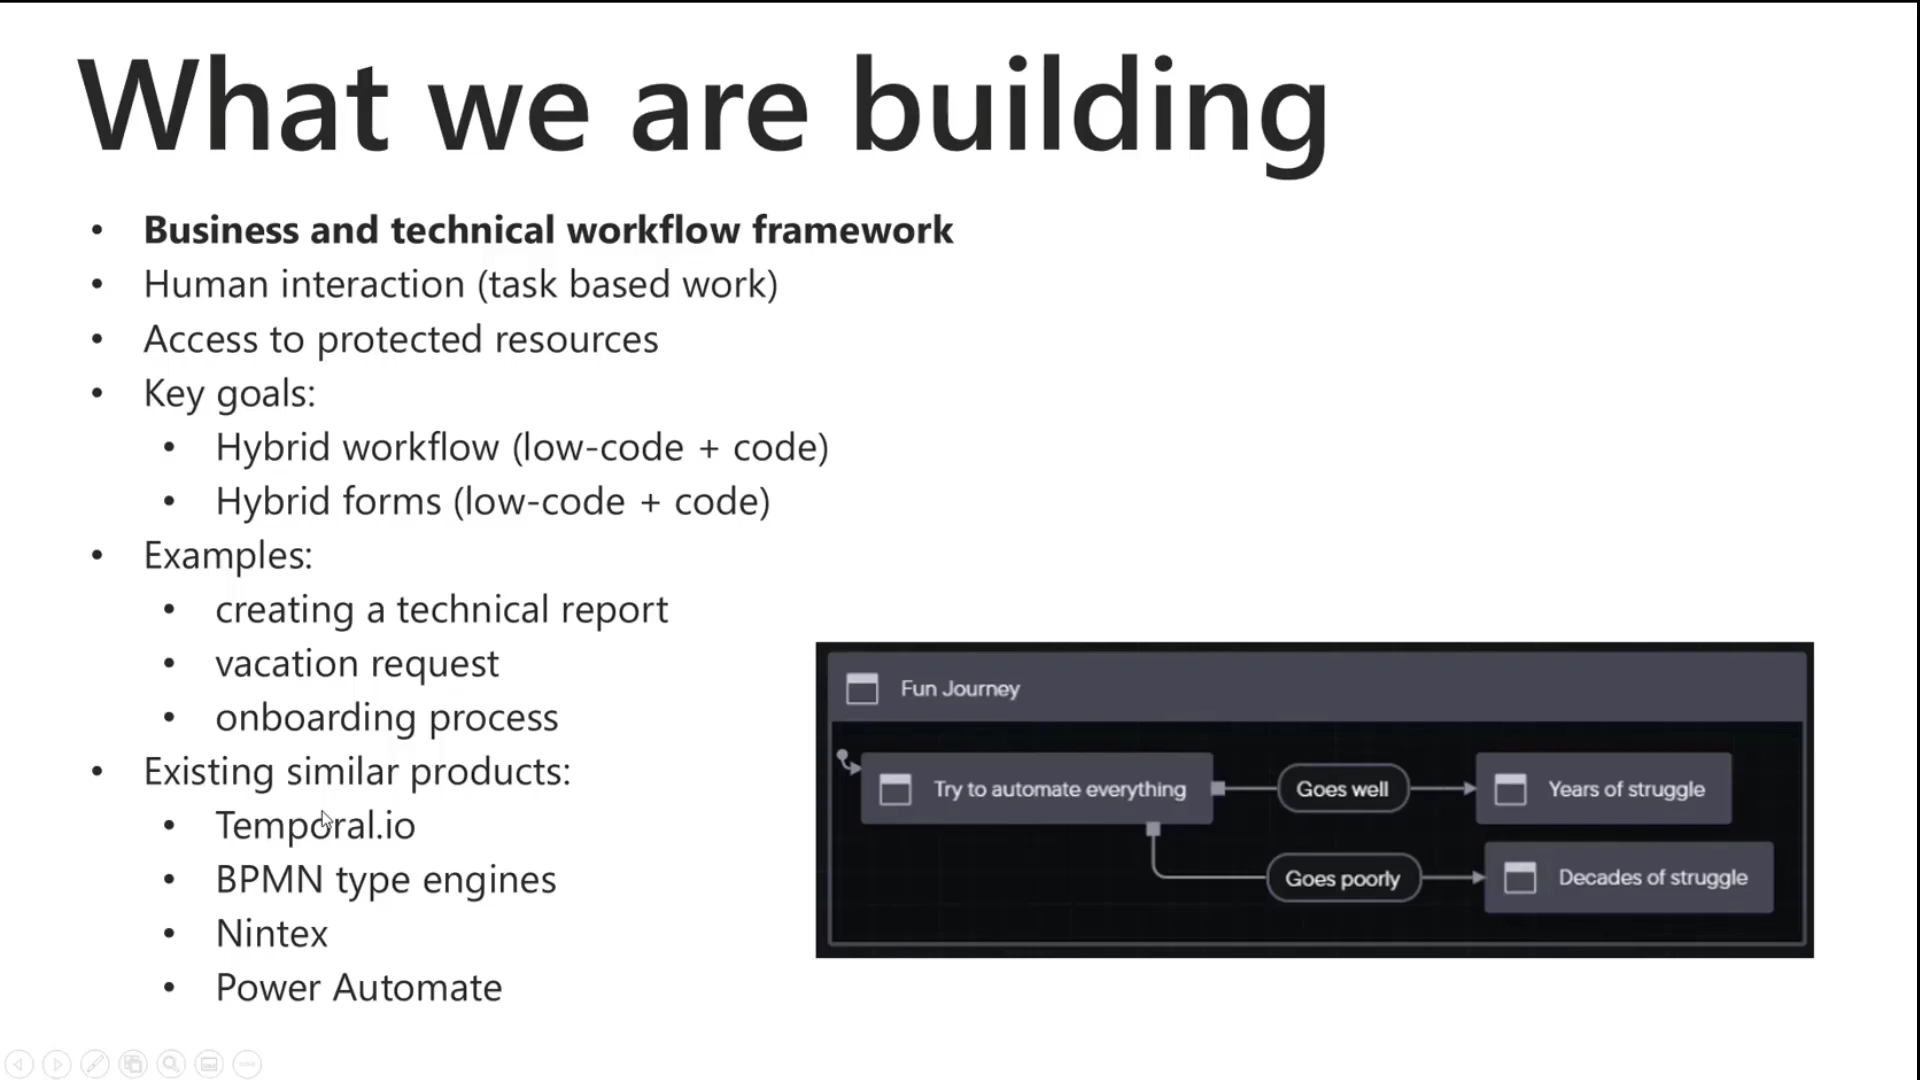 What we are building
• Business and technical workflow framework
• Human interaction (task based work)
• Access to protected resources
• Key goals:
• Hybrid workflow (low-code + code)
• Hybrid forms (low-code + code)
• Examples:
• creating a technical report
• vacation request
• onboarding process
• Existing similar products:
• Temporal.io
• BPMN type engines
• Nintex
• Power Automate
Fun Journey
Try to automate everything
Goes well
Years of struggle
Goes poorly
Decades of struggle